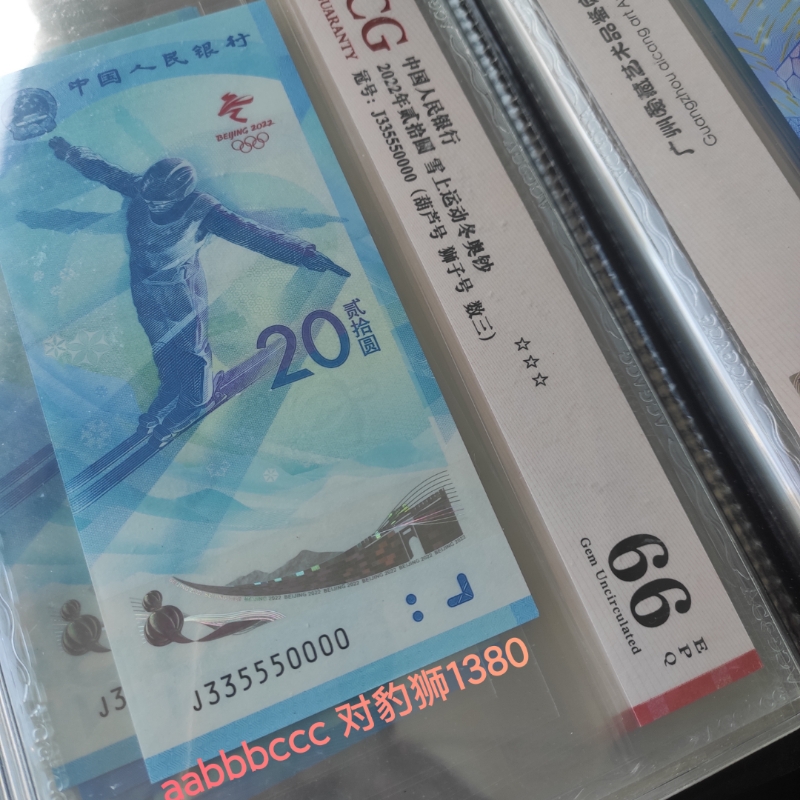 中国人民银行
BEIJING 2022
20
贰拾圆
J335550000
J3
aabbbccc 对豹狮1380
CG
GUARANTY
中国人民银行
2022年贰拾圆 雪上运动冬奥钞
冠号: J335550000 (葫芦号 狮子号 数三)
☆☆☆
66
EPQ
Gem Uncirculated